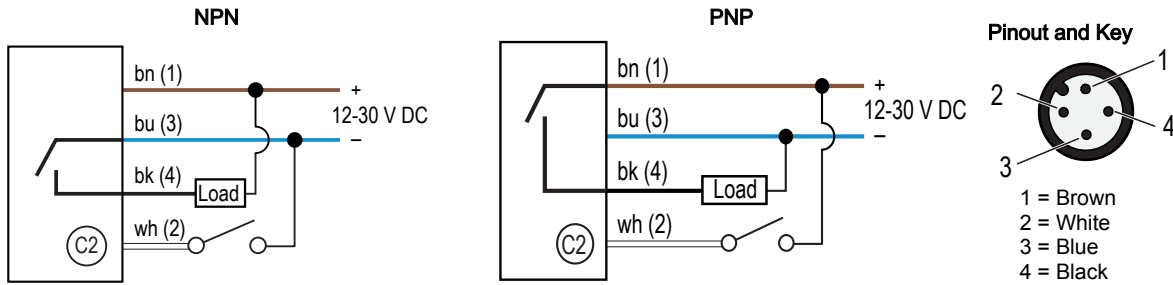 NPN
bn (1)
+
12-30 V DC
bu (3)
–
bk (4)
Load
wh (2)
C2
PNP
bn (1)
+
12-30 V DC
bu (3)
–
bk (4)
Load
wh (2)
C2
Pinout and Key
1
2
4
3
1 = Brown
2 = White
3 = Blue
4 = Black